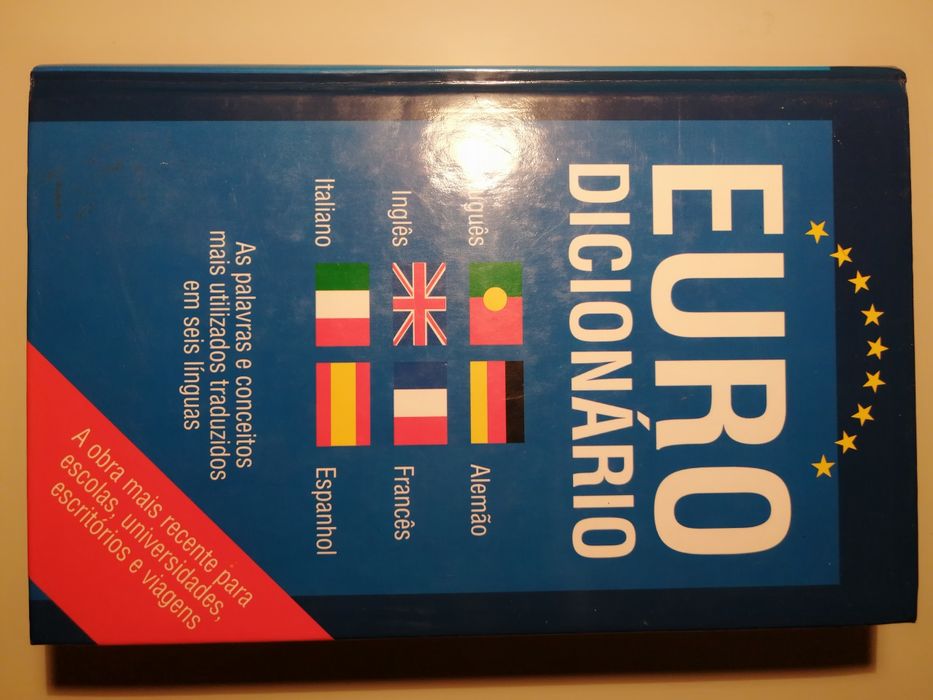 EURO
DICIONÁRIO
Alemão
Inglês
Francês
Italiano
Espanhol
As palavras e conceitos
mais utilizados traduzidos
em seis línguas
A obra mais recente para
escolas, universidades,
escritórios e viagens